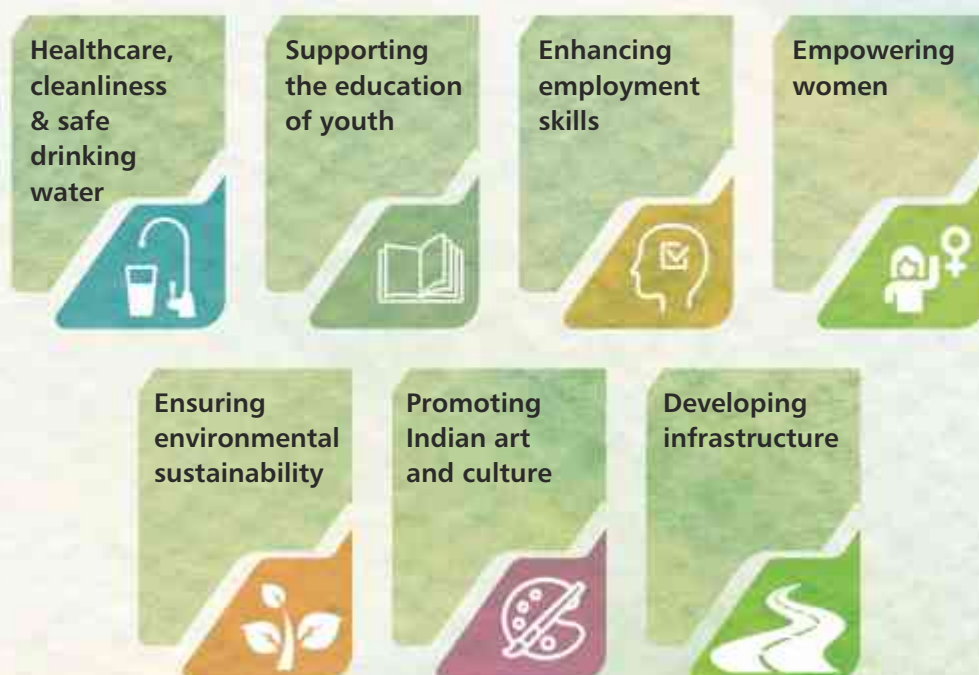 Healthcare,
cleanliness
& safe
drinking
water
Supporting
the education
of youth
Enhancing
employment
skills
Empowering
women
Ensuring
environmental
sustainability
Promoting
Indian art
and culture
Developing
infrastructure